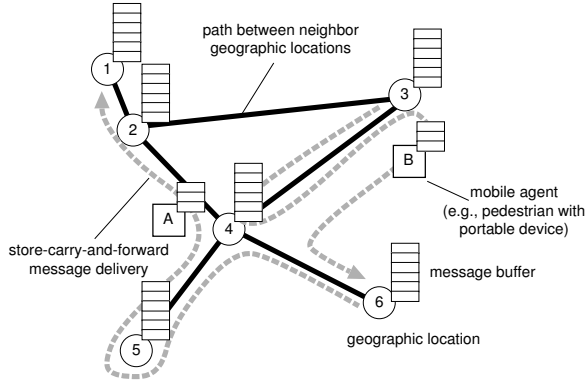 path between neighbor
geographic locations
1
2
3
B
A
4
mobile agent
(e.g., pedestrian with
portable device)
store-carry-and-forward
message delivery
message buffer
6
geographic location
5